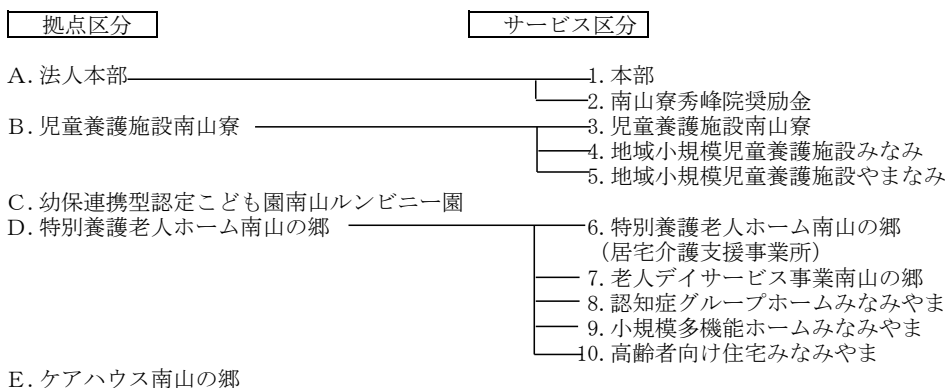 拠点区分 サービス区分
A.法人本部 1.本部
2.南山寮秀峰院奨励金
B.児童養護施設南山寮 3.児童養護施設南山寮
4.地域小規模児童養護施設みなみ
5.地域小規模児童養護施設やまなみ
C.幼保連携型認定こども園南山ルンビニー園
D.特別養護老人ホーム南山の郷 6.特別養護老人ホーム南山の郷
（居宅介護支援事業所）
7.老人デイサービス事業南山の郷
8.認知症グループホームみなみやま
9.小規模多機能ホームみなみやま
10.高齢者向け住宅みなみやま
E.ケアハウス南山の郷